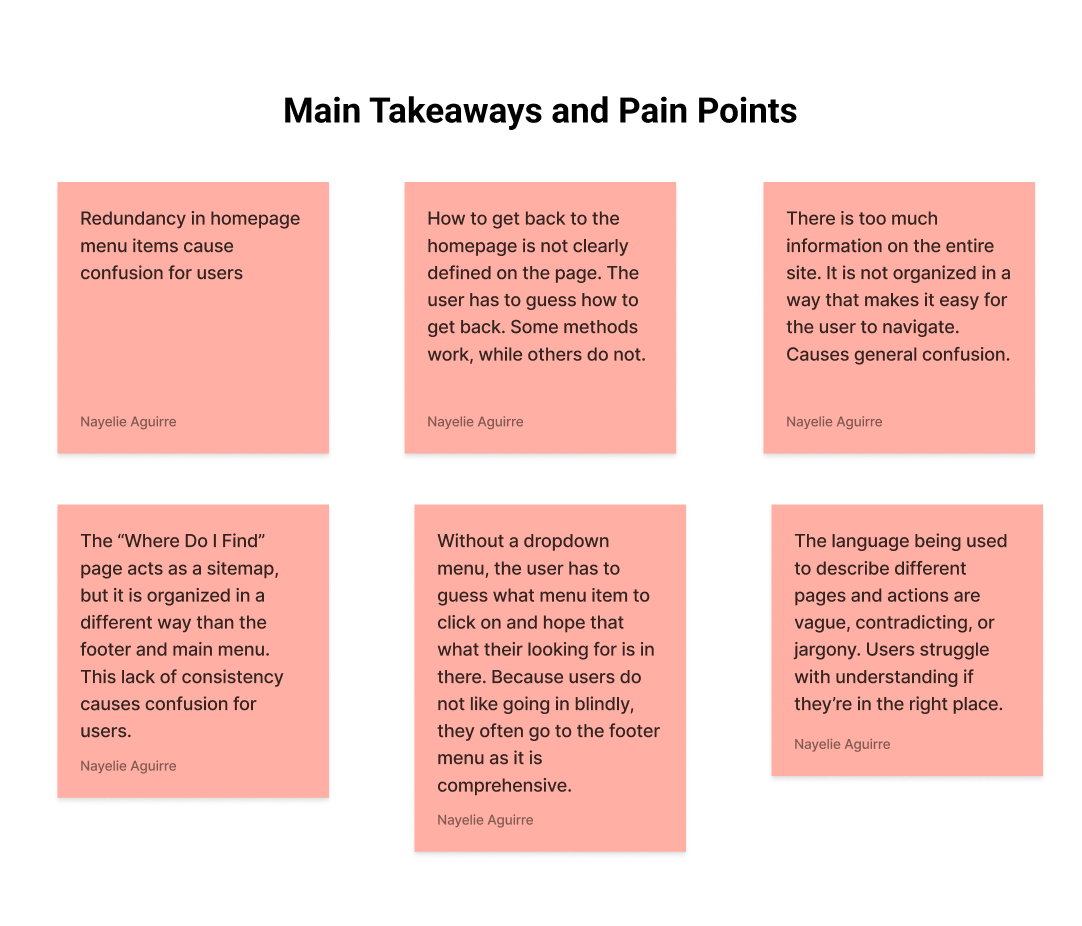 Main Takeaways and Pain Points
Redundancy in homepage
menu items cause
confusion for users
Nayelie Aguirre
How to get back to the
homepage is not clearly
defined on the page. The
user has to guess how to
get back. Some methods
work, while others do not.
Nayelie Aguirre
There is too much
information on the entire
site. It is not organized in a
way that makes it easy for
the user to navigate.
Causes general confusion.
Nayelie Aguirre
The “Where Do I Find”
page acts as a sitemap,
but it is organized in a
different way than the
footer and main menu.
This lack of consistency
causes confusion for
users.
Nayelie Aguirre
Without a dropdown
menu, the user has to
guess what menu item to
click on and hope that
what their looking for is in
there. Because users do
not like going in blindly,
they often go to the footer
menu as it is
comprehensive.
Nayelie Aguirre
The language being used
to describe different
pages and actions are
vague, contradicting, or
jargony. Users struggle
with understanding if
they’re in the right place.
Nayelie Aguirre